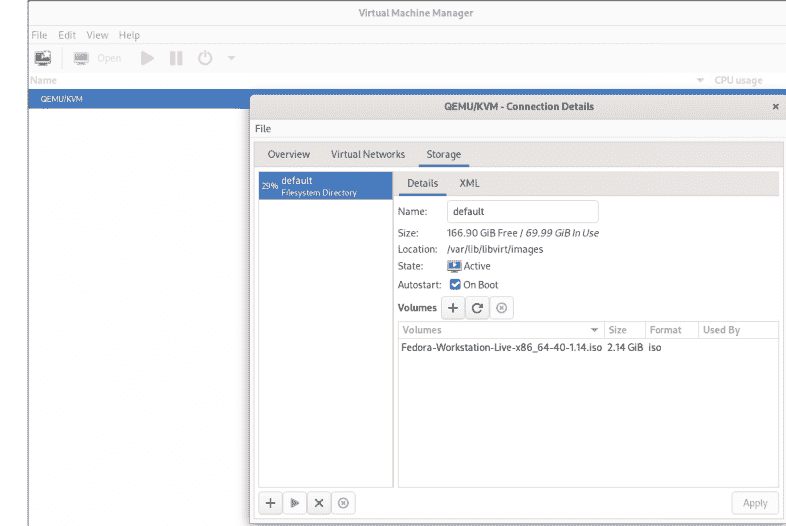 Virtual Machine Manager
File Edit View Help
Open
Name CPU usage
QEMU/KVM
QEMU/KVM - Connection Details
File
Overview Virtual Networks Storage
29% default
Filesystem Directory
Details XML
Name: default
Size: 166.90 GiB Free / 69.99 GiB In Use
Location: /var/lib/libvirt/images
State: Active
Autostart: On Boot
Volumes
Volumes Size Format Used By
Fedora-Workstation-Live-x86_64-40-1.14.iso 2.14 GiB iso
Apply